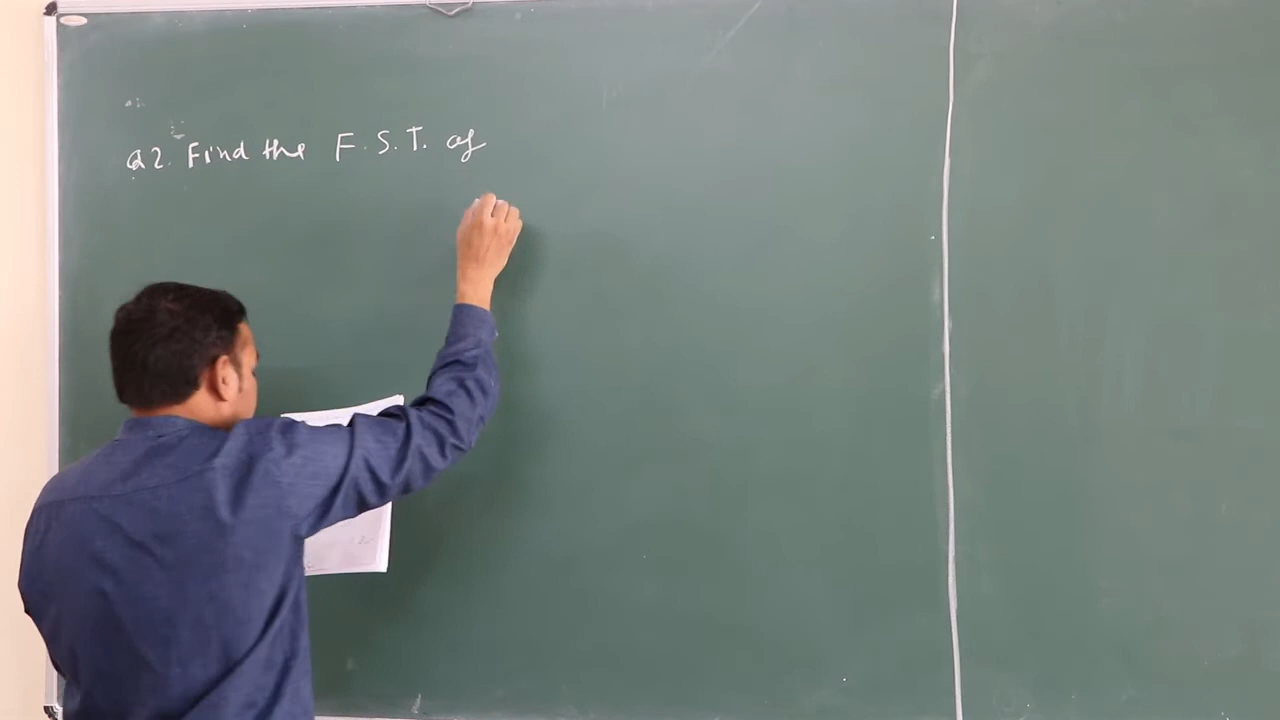 Q2. Find the F.S.T. of